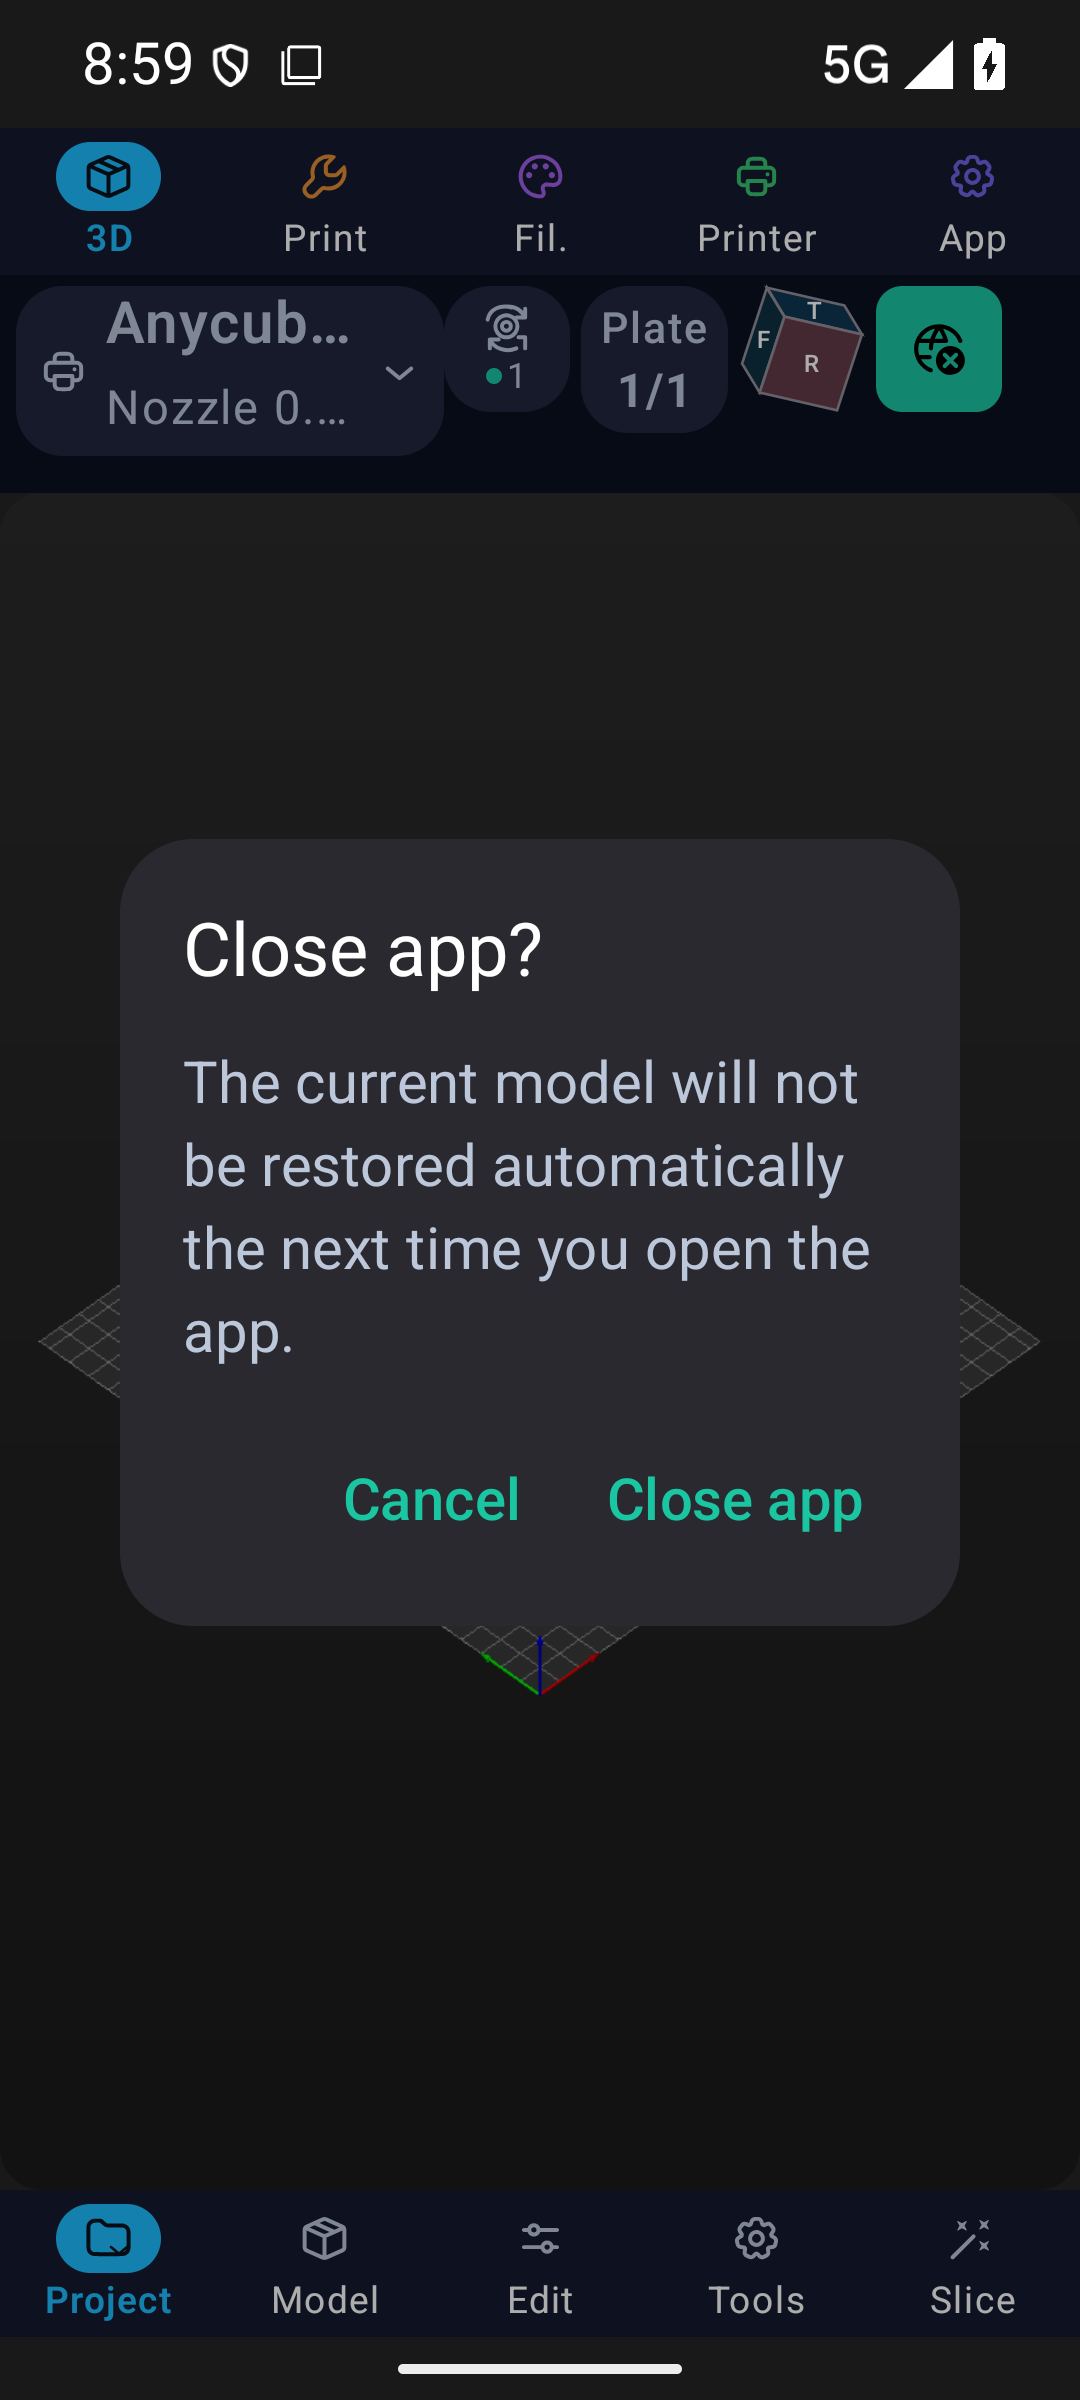 8:59 5G
3D Print Fil. Printer App
Anycub...
Nozzle 0....
1
Plate
1/1
T
F
R
Close app?
The current model will not
be restored automatically
the next time you open the
app.
Cancel Close app
Project Model Edit Tools Slice